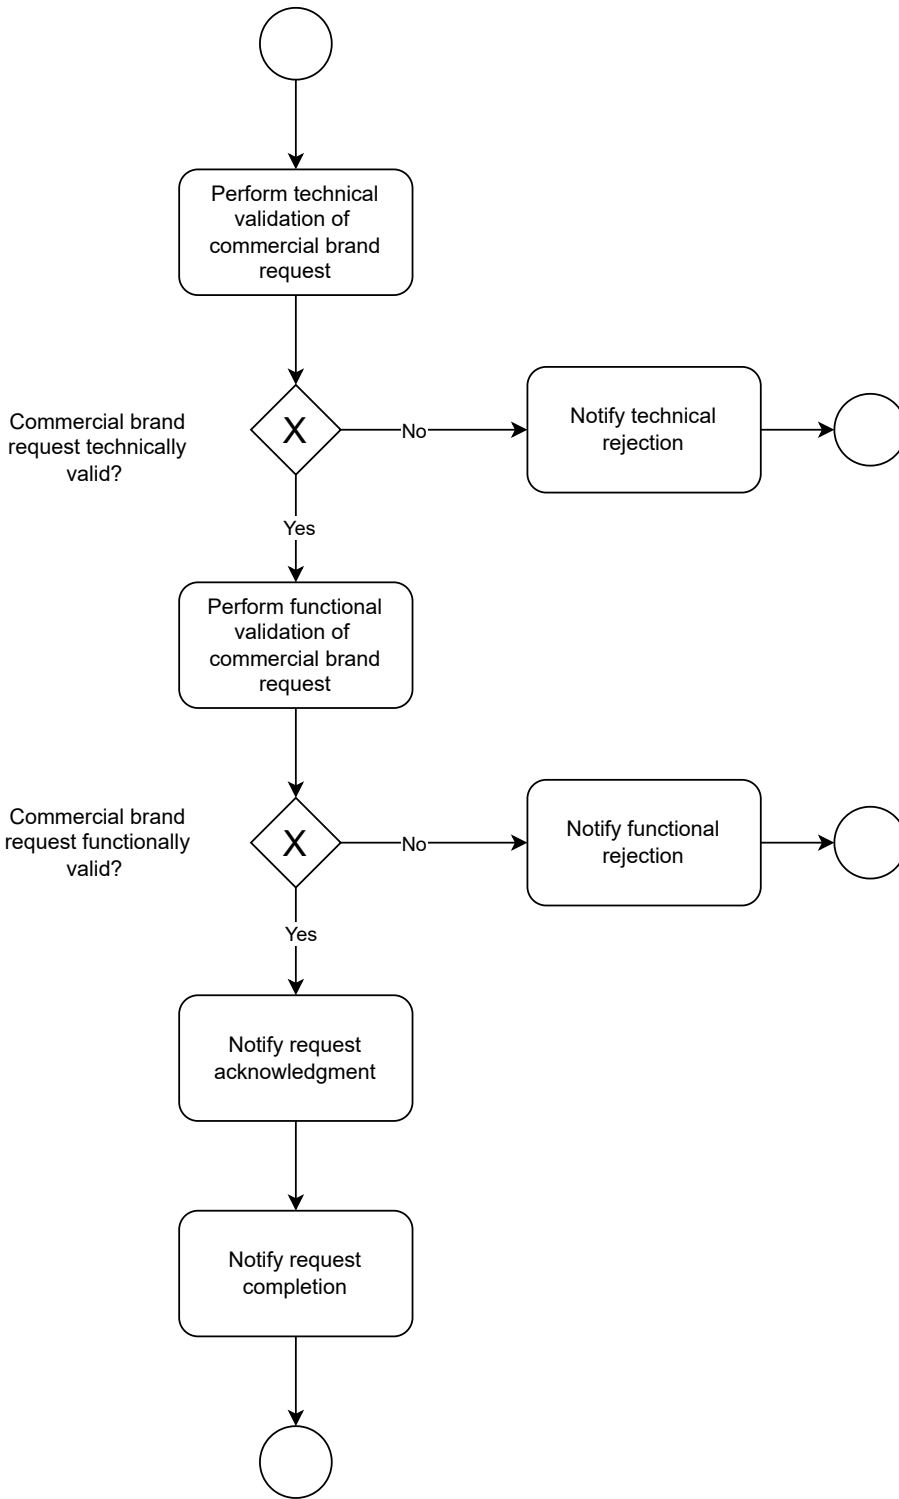 Perform technical
validation of
commercial brand
request
Commercial brand
request technically
valid?
X
No
Notify technical
rejection
Yes
Perform functional
validation of
commercial brand
request
Commercial brand
request functionally
valid?
X
No
Notify functional
rejection
Yes
Notify request
acknowledgment
Notify request
completion